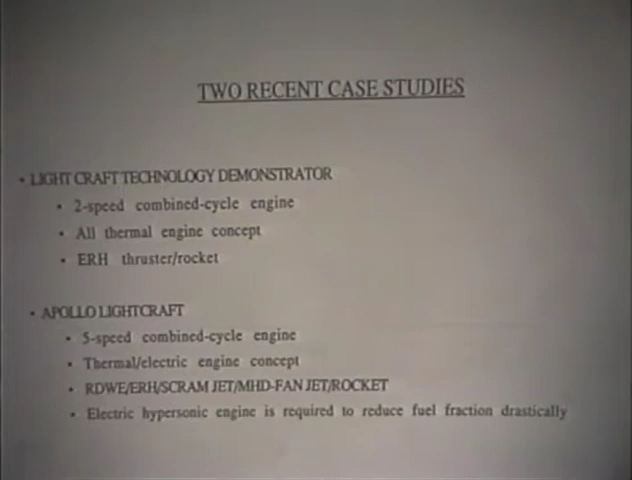 TWO RECENT CASE STUDIES
• LIGHT CRAFT TECHNOLOGY DEMONSTRATOR
• 2-speed combined-cycle engine
• All thermal engine concept
• ERH thruster/rocket
• APOLLO LIGHTCRAFT
• 5-speed combined-cycle engine
• Thermal/electric engine concept
• RDWE/ERH/SCRAM JET/MHD-FAN JET/ROCKET
• Electric hypersonic engine is required to reduce fuel fraction drastically